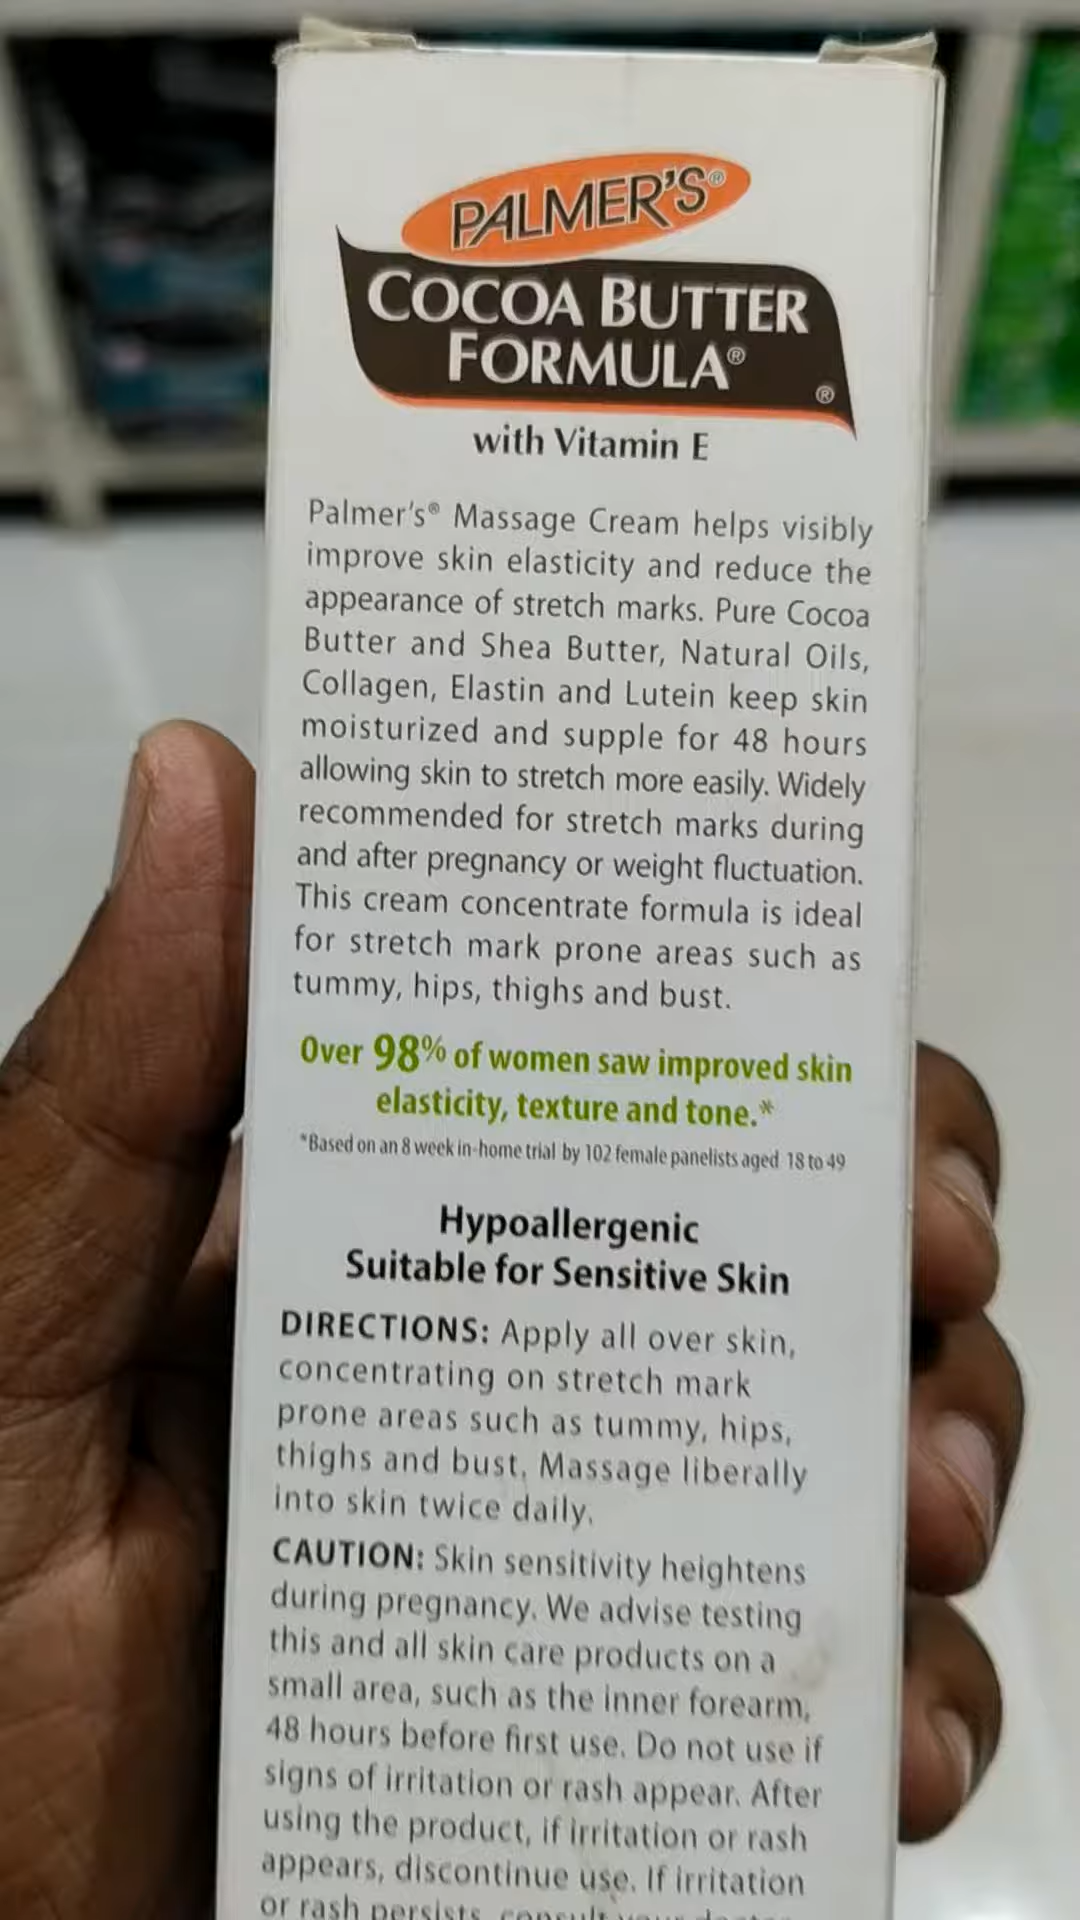 PALMER'S®
COCOA BUTTER
FORMULA®
®
with Vitamin E
Palmer's® Massage Cream helps visibly
improve skin elasticity and reduce the
appearance of stretch marks. Pure Cocoa
Butter and Shea Butter, Natural Oils,
Collagen, Elastin and Lutein keep skin
moisturized and supple for 48 hours
allowing skin to stretch more easily. Widely
recommended for stretch marks during
and after pregnancy or weight fluctuation.
This cream concentrate formula is ideal
for stretch mark prone areas such as
tummy, hips, thighs and bust.
Over 98% of women saw improved skin
elasticity, texture and tone.*
*Based on an 8 week in-home trial by 102 female panelists aged 18 to 49
Hypoallergenic
Suitable for Sensitive Skin
DIRECTIONS: Apply all over skin,
concentrating on stretch mark
prone areas such as tummy, hips,
thighs and bust. Massage liberally
into skin twice daily.
CAUTION: Skin sensitivity heightens
during pregnancy. We advise testing
this and all skin care products on a
small area, such as the inner forearm,
48 hours before first use. Do not use if
signs of irritation or rash appear. After
using the product, if irritation or rash
appears, discontinue use. If irritation
or rash persists, consult your